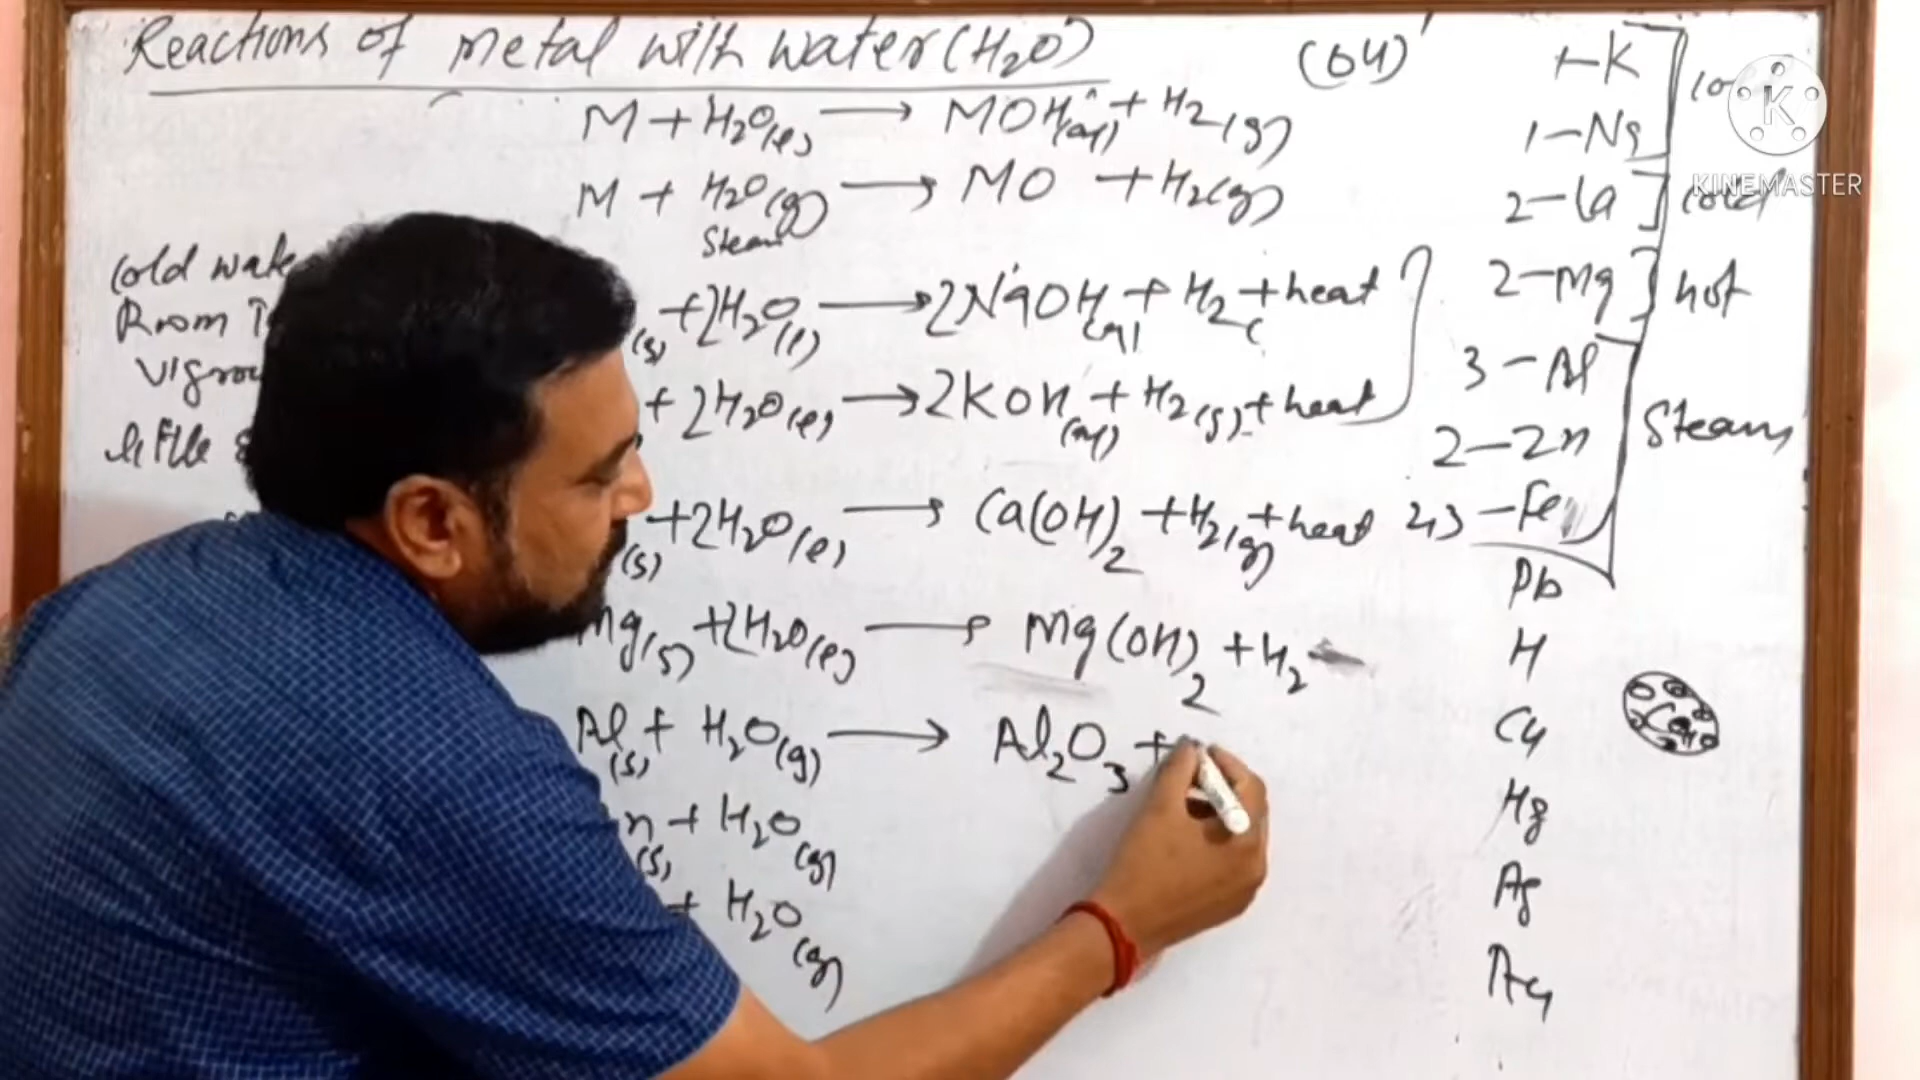 Reactions of metal with water (H2O) (OH)'
M + H2O(l) → MOH(aq) + H2(g)
M + H2O(g) → MO + H2(g)
Steam
cold
Room
(s) + 2H2O(l) → 2NaOH(aq) + H2 + heat
little
+ 2H2O(l) → 2KOH(aq) + H2(g) + heat
(s) + 2H2O(l) → Ca(OH)2 + H2(g) + heat
Mg(s) + 2H2O(l) → Mg(OH)2 + H2
Al(s) + H2O(g) → Al2O3 +
n(s) + H2O(g)
+ H2O(g)
1-K
1-Na
2-Ca cold
2-Mg hot
3-Al
2-Zn Steam
2,3-Fe
Pb
H
Cu
Hg
Ag
Au
K
KINEMASTER